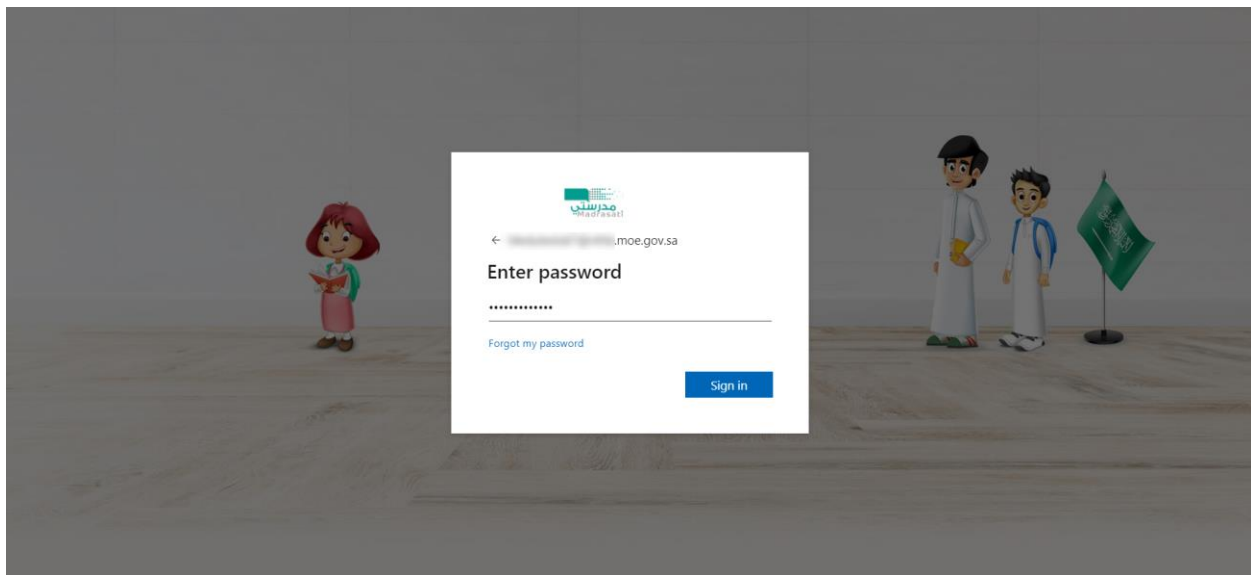 مدرستي
Madrasati
.moe.gov.sa
Enter password
Forgot my password
Sign in